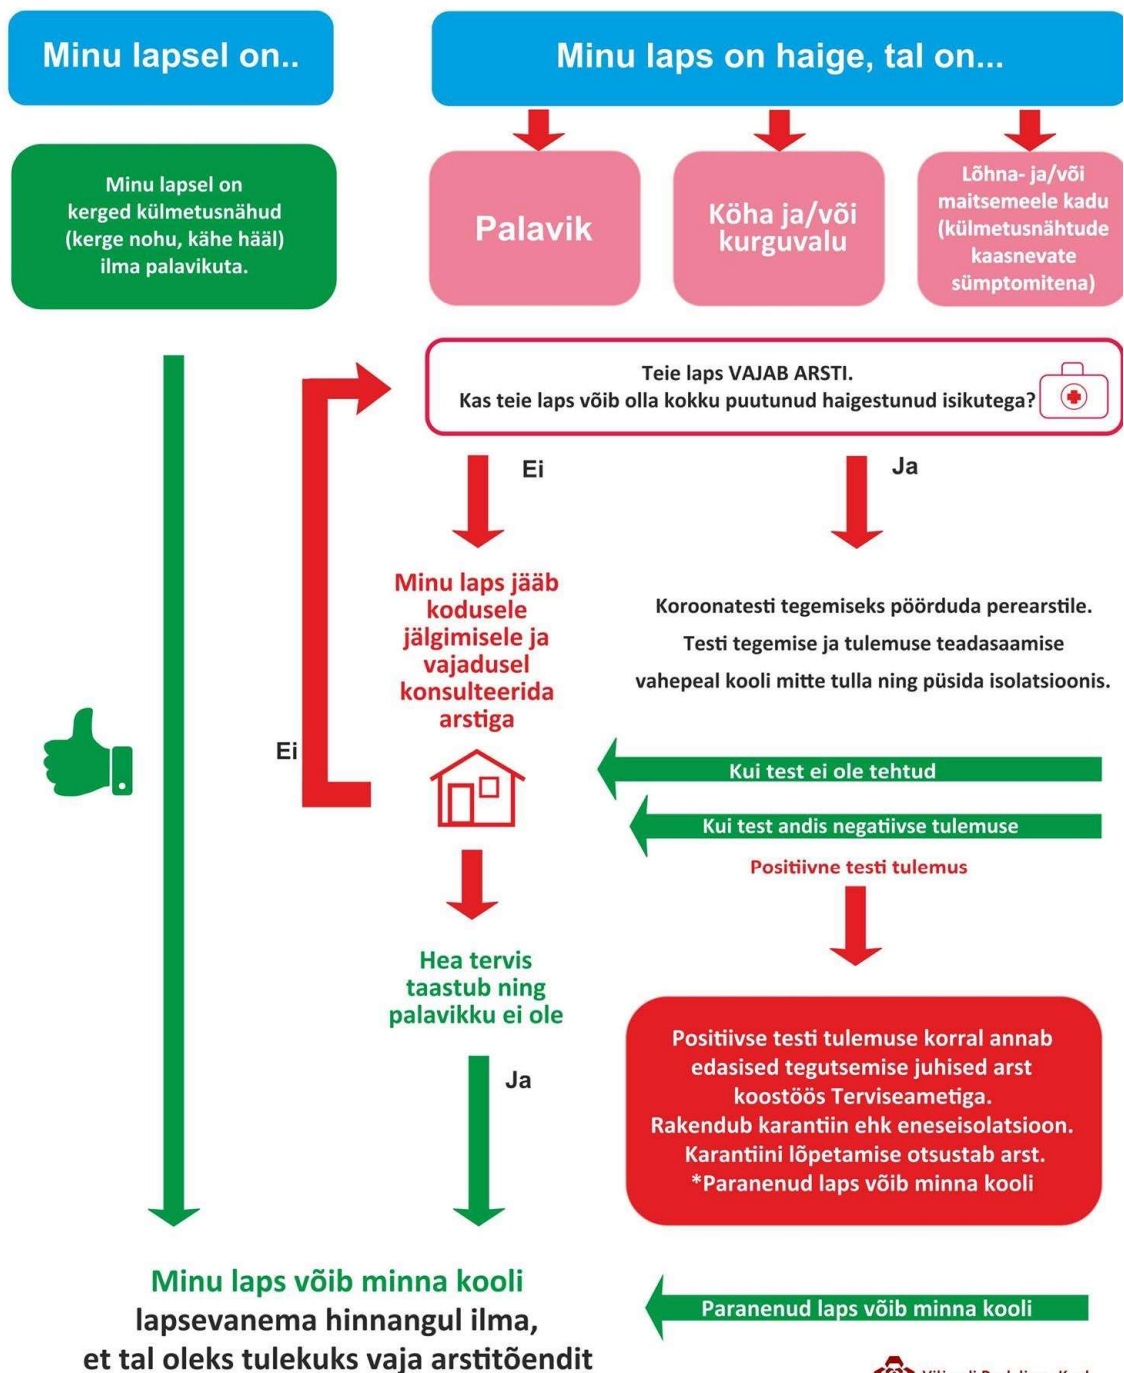 Minu lapsel on..
Minu laps on haige, tal on...
Minu lapsel on
kerged külmetusnähud
(kerge nohu, kähe hääl)
ilma palavikuta.
Palavik
Köha ja/või
kurguvalu
Lõhna- ja/või
maitsemeele kadu
(külmetusnähtude
kaasnevate
sümptomitena)
Teie laps VAJAB ARSTI.
Kas teie laps võib olla kokku puutunud haigestunud isikutega?
Ei
Ja
Minu laps jääb
kodusele
jälgimisele ja
vajadusel
konsulteerida
arstiga
Koroonatesti tegemiseks pöörduda perearstile.
Testi tegemise ja tulemuse teadasaamise
vahepeal kooli mitte tulla ning püsida isolatsioonis.
Ei
Kui test ei ole tehtud
Kui test andis negatiivse tulemuse
Positiivne testi tulemus
Hea tervis
taastub ning
palavikku ei ole
Ja
Positiivse testi tulemuse korral annab
edasised tegutsemise juhised arst
koostöös Terviseametiga.
Rakendub karantiin ehk eneseisolatsioon.
Karantiini lõpetamise otsustab arst.
*Paranenud laps võib minna kooli
Minu laps võib minna kooli
lapsevanema hinnangul ilma,
et tal oleks tulekuks vaja arstitõendit
Paranenud laps võib minna kooli